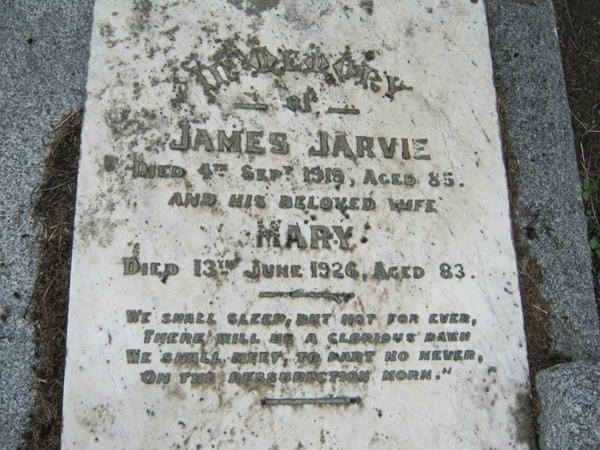 IN MEMORY
OF
JAMES JARVIE
DIED 4TH SEPT 1919, AGED 85.
AND HIS BELOVED WIFE
MARY
DIED 13TH JUNE 1926, AGED 83.
WE SHALL SLEEP, BUT NOT FOR EVER,
THERE WILL BE A GLORIOUS DAWN
WE SHALL MEET, TO PART NO NEVER,
ON THE RESSURECTION MORN."